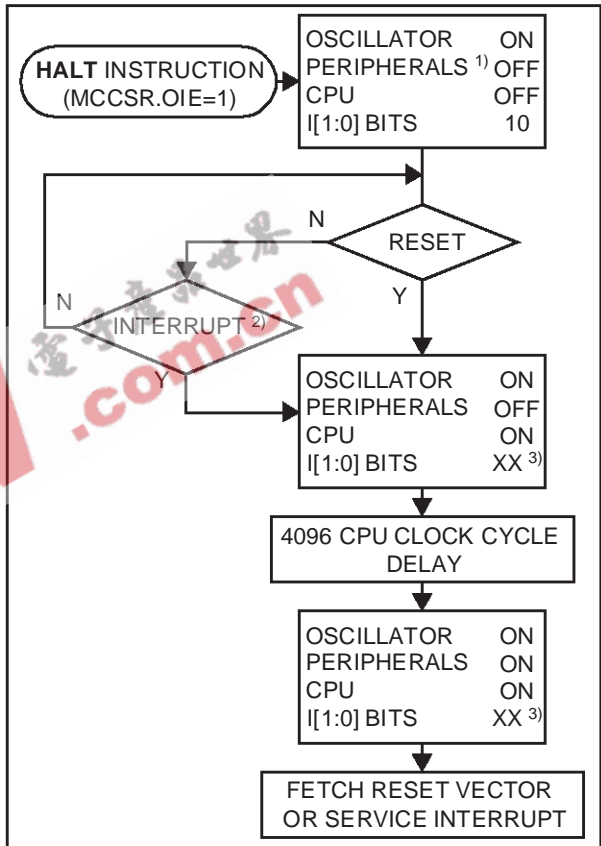 HALT INSTRUCTION
(MCCSR.OIE=1)
OSCILLATOR ON
PERIPHERALS 1) OFF
CPU OFF
I[1:0] BITS 10
N
RESET
Y
N
INTERRUPT 2)
Y
OSCILLATOR ON
PERIPHERALS OFF
CPU ON
I[1:0] BITS XX 3)
4096 CPU CLOCK CYCLE
DELAY
OSCILLATOR ON
PERIPHERALS ON
CPU ON
I[1:0] BITS XX 3)
FETCH RESET VECTOR
OR SERVICE INTERRUPT
.com.cn